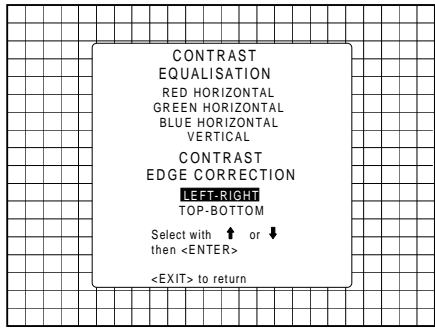 CONTRAST
EQUALISATION
RED HORIZONTAL
GREEN HORIZONTAL
BLUE HORIZONTAL
VERTICAL
CONTRAST
EDGE CORRECTION
LEFT-RIGHT
TOP-BOTTOM
Select with ⬆ or ⬇
then <ENTER>
<EXIT> to return